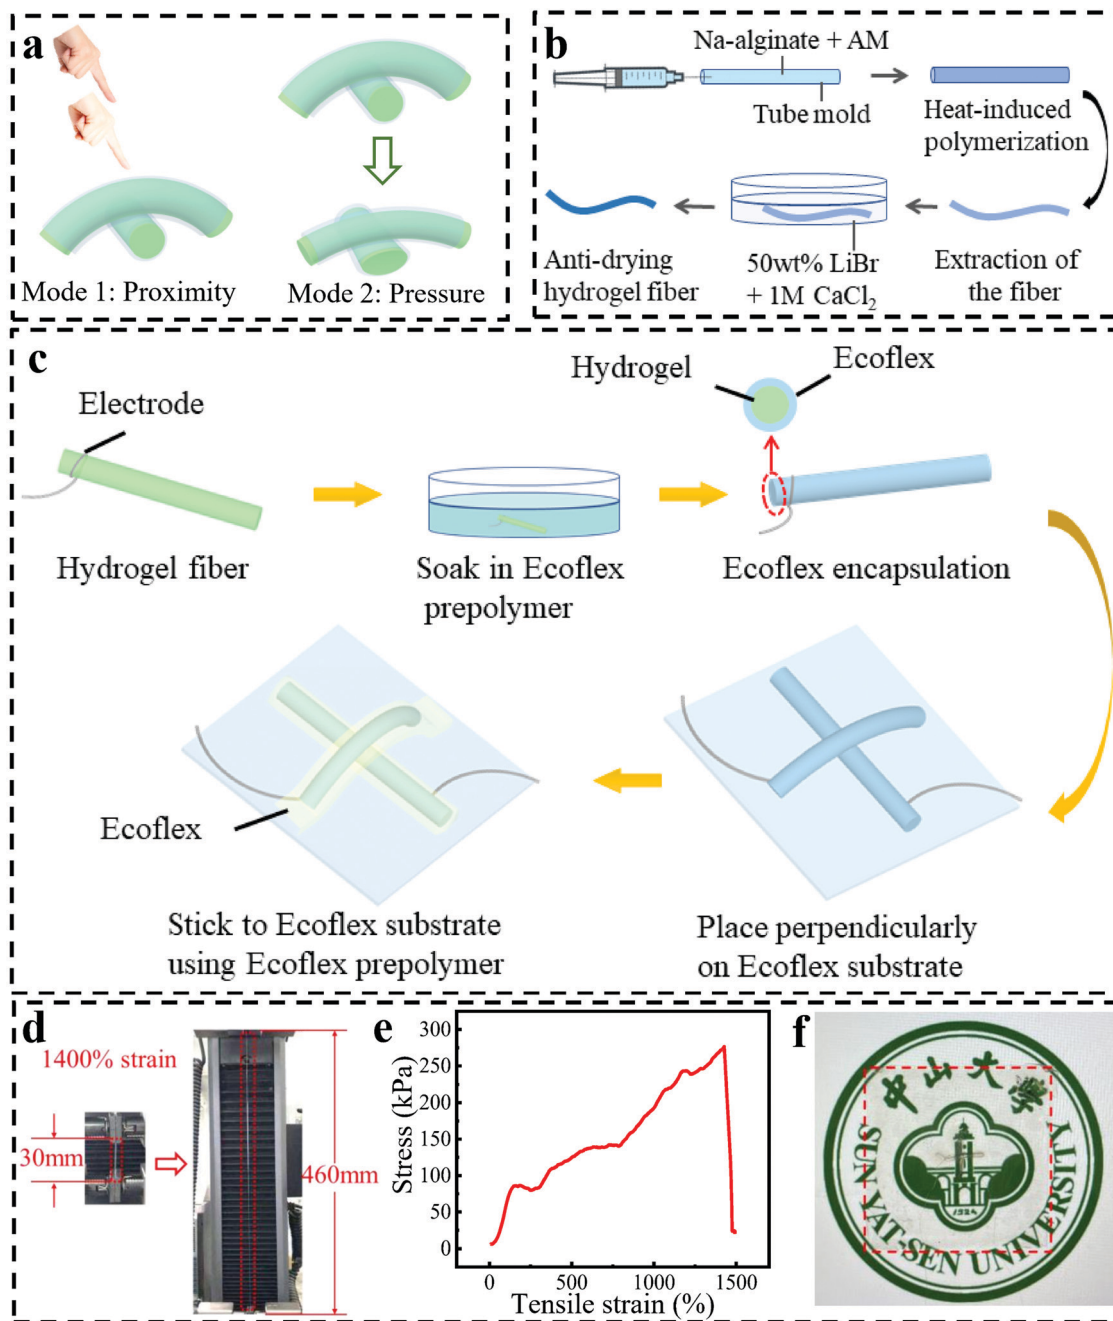 a
Mode 1: Proximity
Mode 2: Pressure
b
Na-alginate + AM
Tube mold
Heat-induced
polymerization
Anti-drying
hydrogel fiber
50wt% LiBr
+ 1M CaCl₂
Extraction of
the fiber
c
Electrode
Hydrogel
Ecoflex
Hydrogel fiber
Soak in Ecoflex
prepolymer
Ecoflex encapsulation
Ecoflex
Stick to Ecoflex substrate
using Ecoflex prepolymer
Place perpendicularly
on Ecoflex substrate
d
1400% strain
30mm
460mm
e
Stress (kPa)
300
250
200
150
100
50
0
0
500
1000
1500
Tensile strain (%)
f
中山大學
1924
SUN YAT-SEN UNIVERSITY